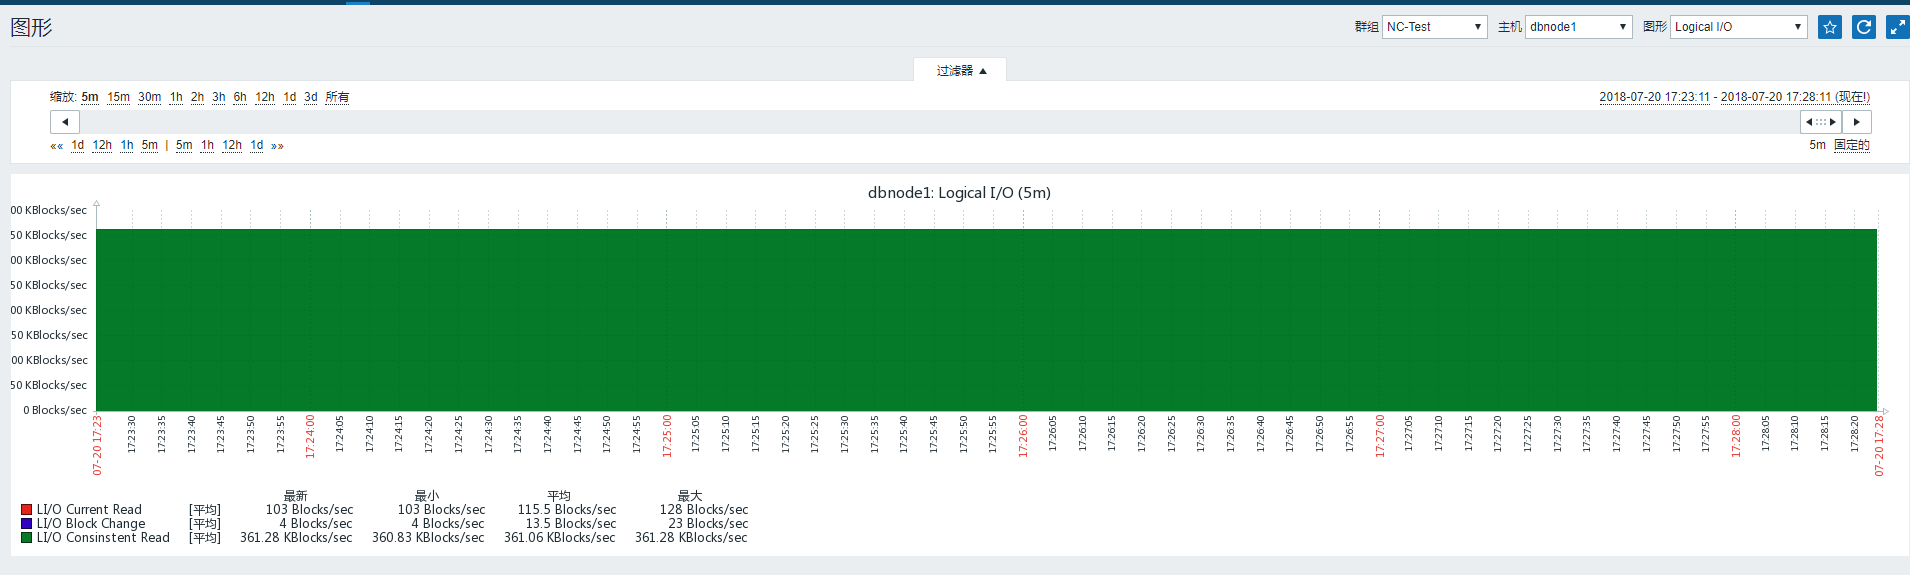 图形
群组 NC-Test 主机 dbnode1 图形 Logical I/O
过滤器
缩放: 5m 15m 30m 1h 2h 3h 6h 12h 1d 3d 所有
2018-07-20 17:23:11 - 2018-07-20 17:28:11 (现在!)
«« 1d 12h 1h 5m | 5m 1h 12h 1d »»
5m 固定的
dbnode1: Logical I/O (5m)
00 KBlocks/sec
50 KBlocks/sec
00 KBlocks/sec
50 KBlocks/sec
00 KBlocks/sec
50 KBlocks/sec
00 KBlocks/sec
50 KBlocks/sec
0 Blocks/sec
07-20 17:23
17:23:30
17:23:35
17:23:40
17:23:45
17:23:50
17:23:55
17:24:00
17:24:05
17:24:10
17:24:15
17:24:20
17:24:25
17:24:30
17:24:35
17:24:40
17:24:45
17:24:50
17:24:55
17:25:00
17:25:05
17:25:10
17:25:15
17:25:20
17:25:25
17:25:30
17:25:35
17:25:40
17:25:45
17:25:50
17:25:55
17:26:00
17:26:05
17:26:10
17:26:15
17:26:20
17:26:25
17:26:30
17:26:35
17:26:40
17:26:45
17:26:50
17:26:55
17:27:00
17:27:05
17:27:10
17:27:15
17:27:20
17:27:25
17:27:30
17:27:35
17:27:40
17:27:45
17:27:50
17:27:55
17:28:00
17:28:05
17:28:10
17:28:15
17:28:20
07-20 17:28
最新 最小 平均 最大
LI/O Current Read [平均] 103 Blocks/sec 103 Blocks/sec 115.5 Blocks/sec 128 Blocks/sec
LI/O Block Change [平均] 4 Blocks/sec 4 Blocks/sec 13.5 Blocks/sec 23 Blocks/sec
LI/O Consinstent Read [平均] 361.28 KBlocks/sec 360.83 KBlocks/sec 361.06 KBlocks/sec 361.28 KBlocks/sec